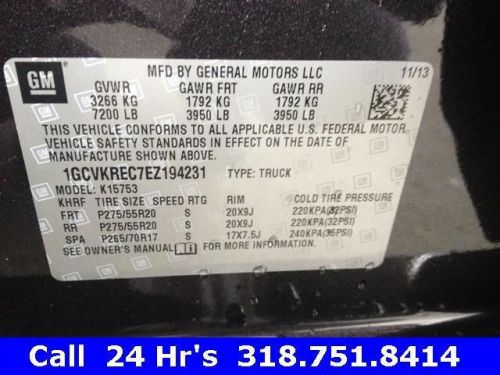 GM
MFD BY GENERAL MOTORS LLC 11/13
GVWR GAWR FRT GAWR RR
3266 KG 1792 KG 1792 KG
7200 LB 3950 LB 3950 LB
THIS VEHICLE CONFORMS TO ALL APPLICABLE U.S. FEDERAL MOTOR
VEHICLE SAFETY STANDARDS IN EFFECT ON THE DATE OF
MANUFACTURE SHOWN ABOVE.
1GCVKREC7EZ194231 TYPE: TRUCK
MODEL: K15753
KHRF TIRE SIZE SPEED RTG RIM COLD TIRE PRESSURE
FRT P275/55R20 S 20X9J 220KPA(32PSI)
RR P275/55R20 S 20X9J 220KPA(32PSI)
SPA P265/70R17 S 17X7.5J 240KPA(35PSI)
SEE OWNER'S MANUAL FOR MORE INFORMATION.
Call 24 Hr's 318.751.8414